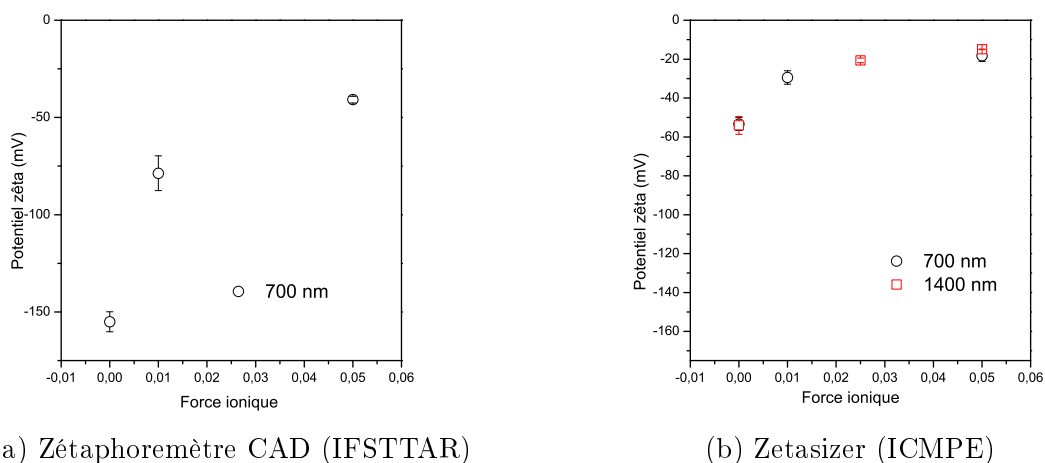 0
-50
-100
-150
Potentiel zêta (mV)
700 nm
-0,01 0,00 0,01 0,02 0,03 0,04 0,05 0,06
Force ionique
a) Zétaphoremètre CAD (IFSTTAR)
0
-20
-40
-60
-80
-100
-120
-140
-160
Potentiel zêta (mV)
700 nm
1400 nm
-0,01 0,00 0,01 0,02 0,03 0,04 0,05 0,06
Force ionique
(b) Zetasizer (ICMPE)